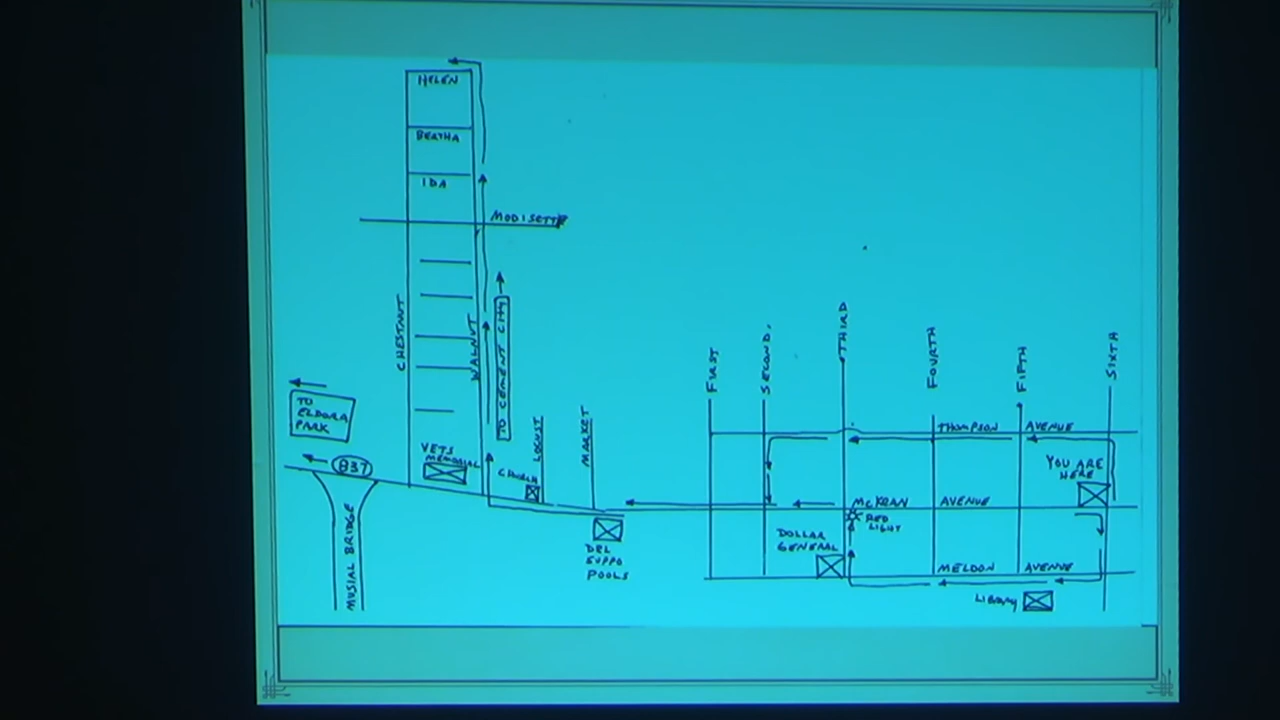 HELEN
BERTHA
IDA
MODISETTE
CHESTNUT
WALNUT
TO CEMENT CITY
TO
ELDORA
PARK
837
MUSIAL BRIDGE
VETS
MEMORIAL
CHURCH
LOCUST
MARKET
DEL
SUPPO
POOLS
FIRST
SECOND.
THIRD
FOURTH
FIFTH
SIXTH
THOMPSON AVENUE
YOU ARE
HERE
McKEAN AVENUE
RED
LIGHT
DOLLAR
GENERAL
MELDON AVENUE
LIBRARY